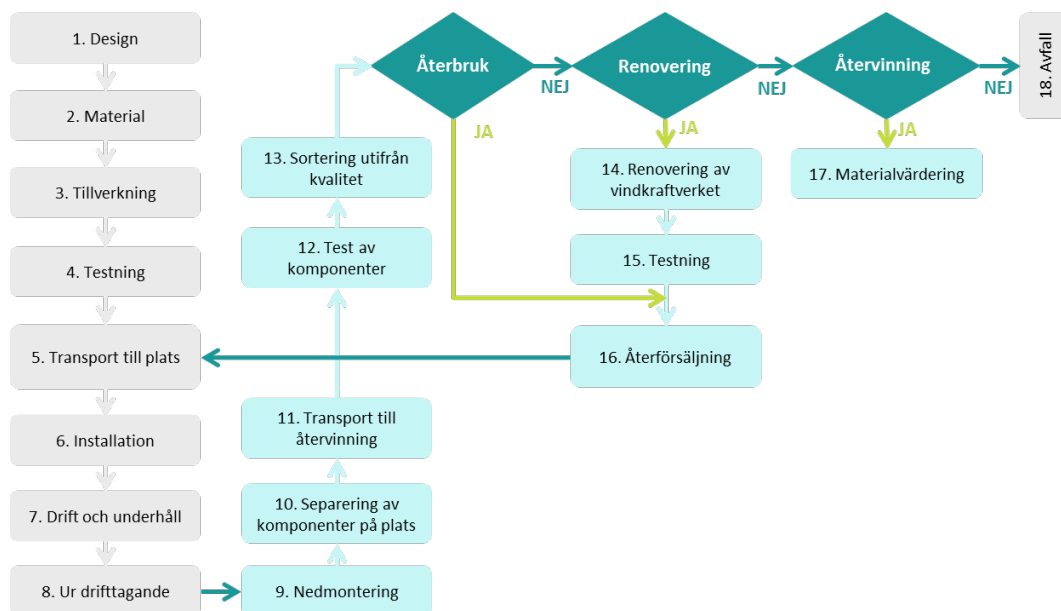 1. Design
2. Material
3. Tillverkning
4. Testning
5. Transport till plats
6. Installation
7. Drift och underhåll
8. Ur drifttagande
9. Nedmontering
10. Separering av
komponenter på plats
11. Transport till
återvinning
12. Test av
komponenter
13. Sortering utifrån
kvalitet
Återbruk
JA
NEJ
Renovering
JA
NEJ
14. Renovering av
vindkraftverket
15. Testning
16. Återförsäljning
Återvinning
JA
NEJ
17. Materialvärdering
18. Avfall